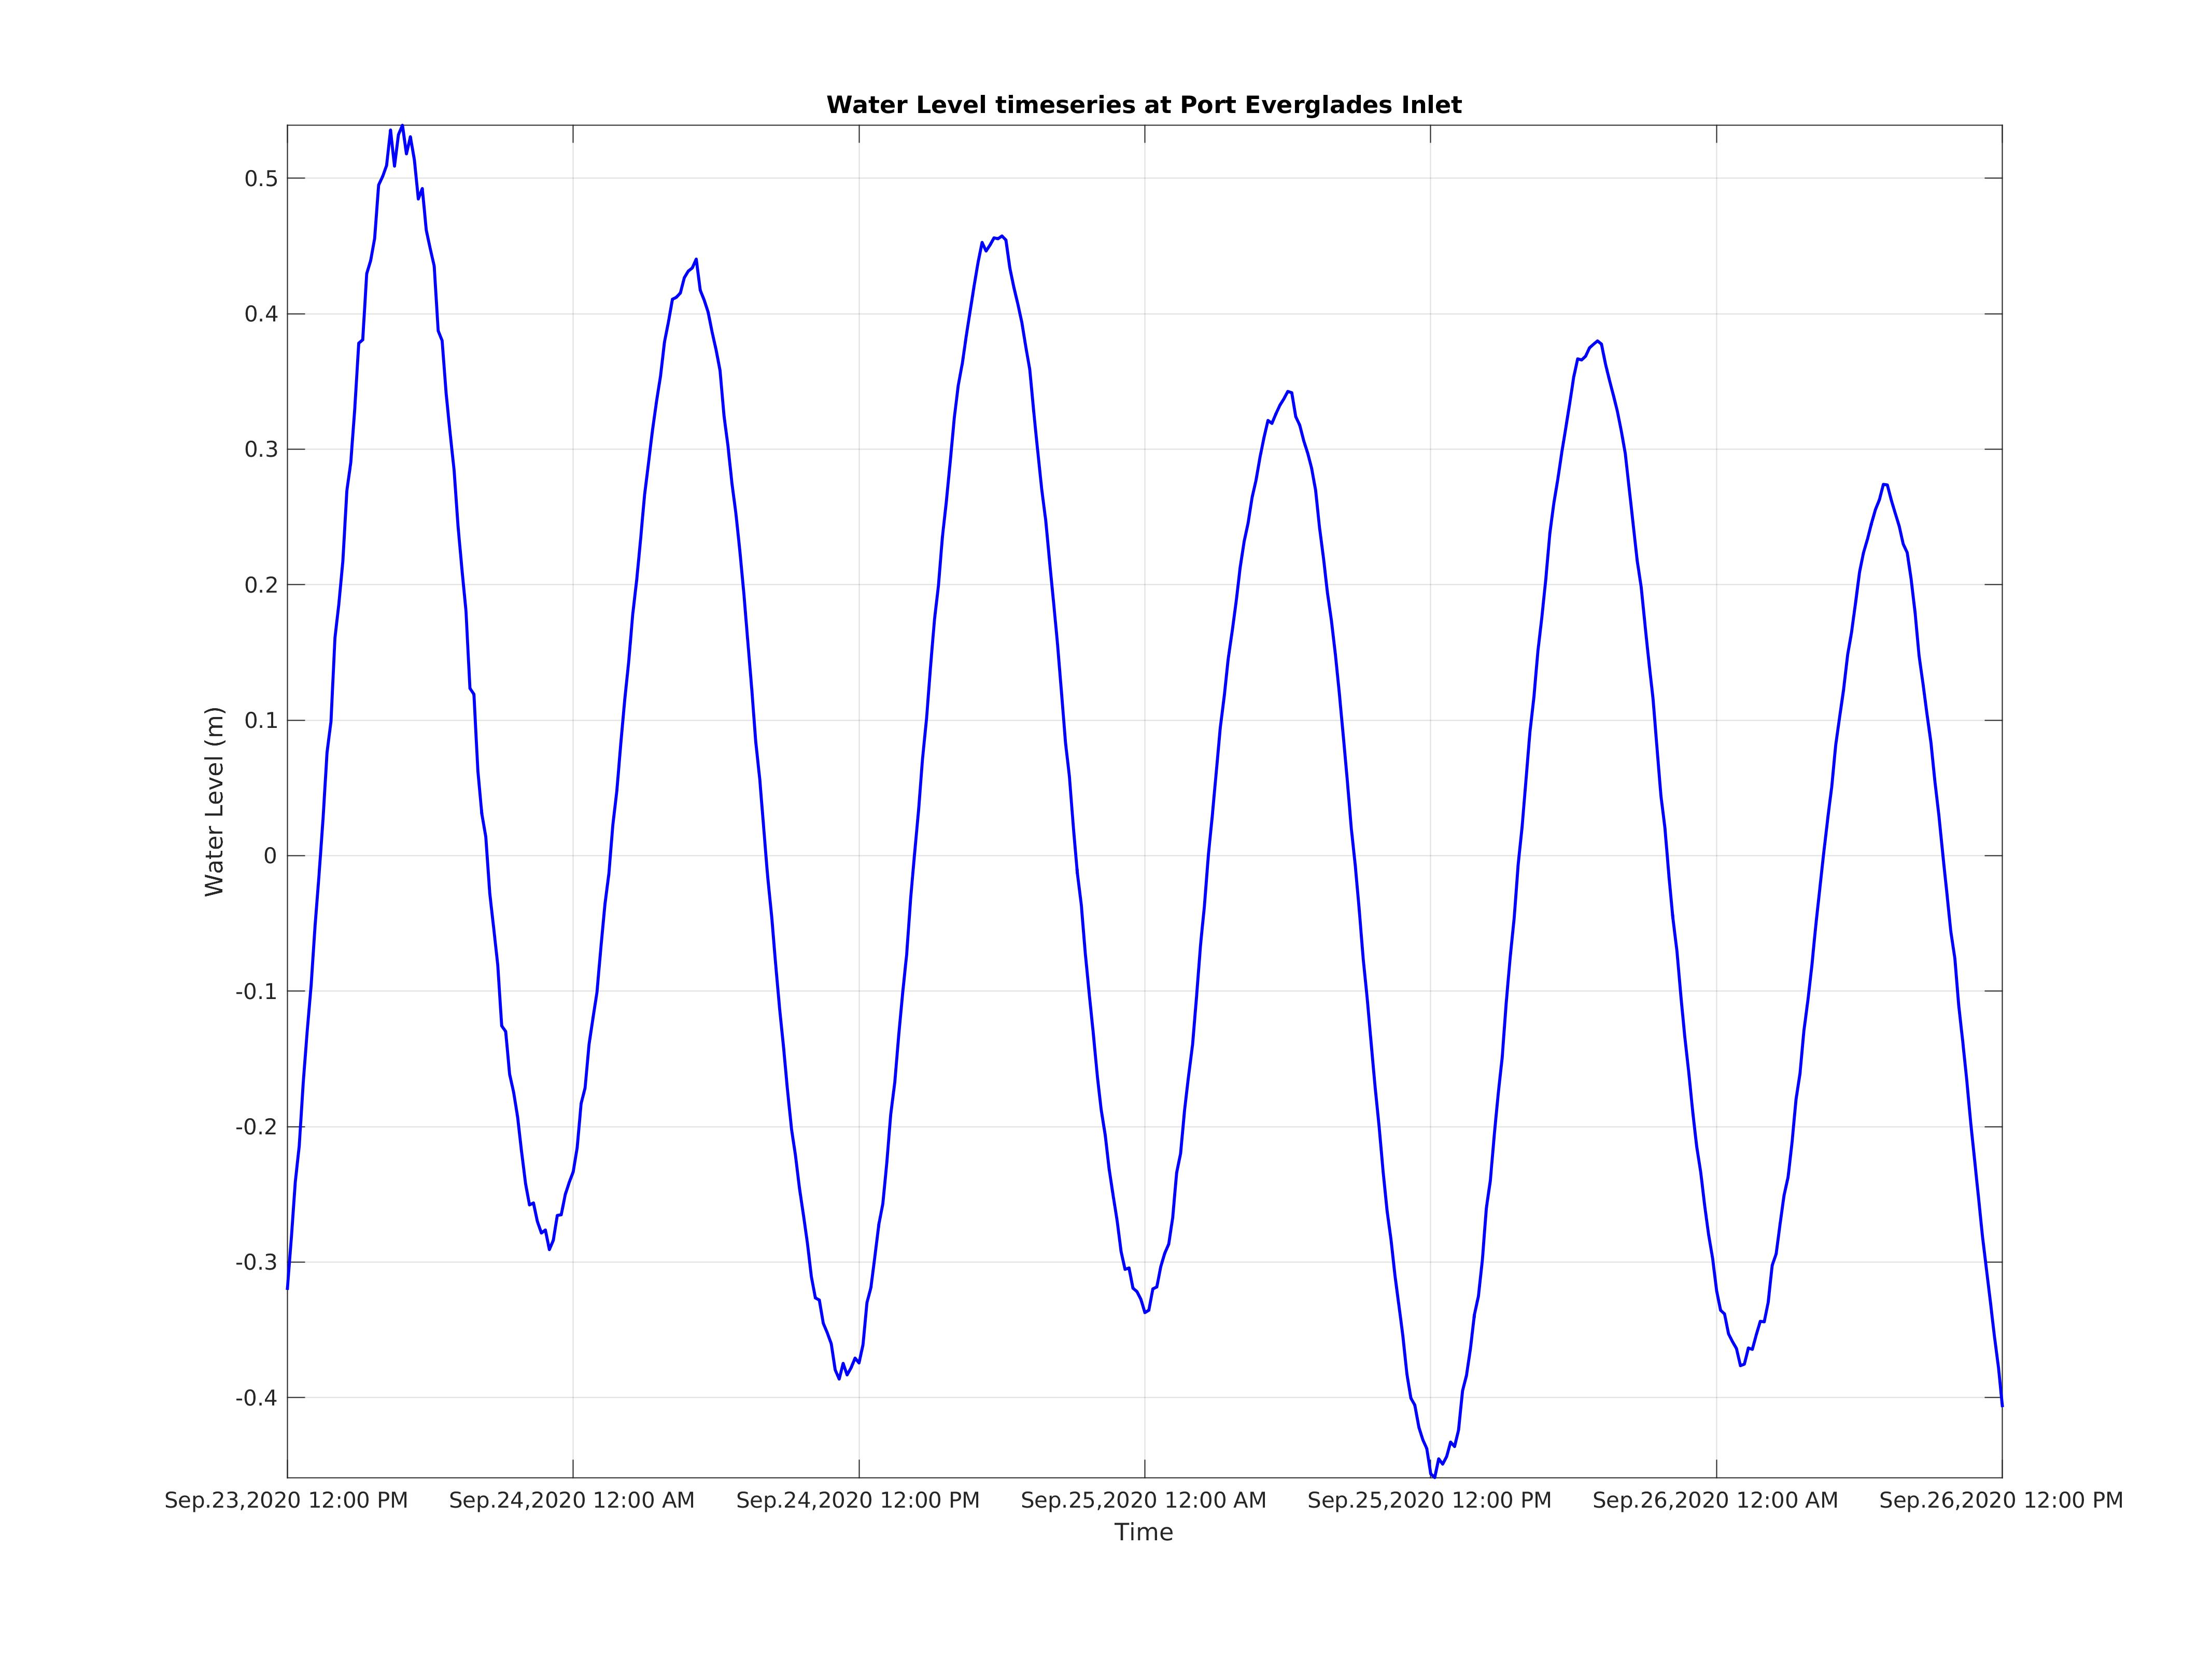 Water Level timeseries at Port Everglades Inlet
0.5
0.4
0.3
0.2
0.1
0
-0.1
-0.2
-0.3
-0.4
Water Level (m)
Sep.23,2020 12:00 PM Sep.24,2020 12:00 AM Sep.24,2020 12:00 PM Sep.25,2020 12:00 AM Sep.25,2020 12:00 PM Sep.26,2020 12:00 AM Sep.26,2020 12:00 PM
Time